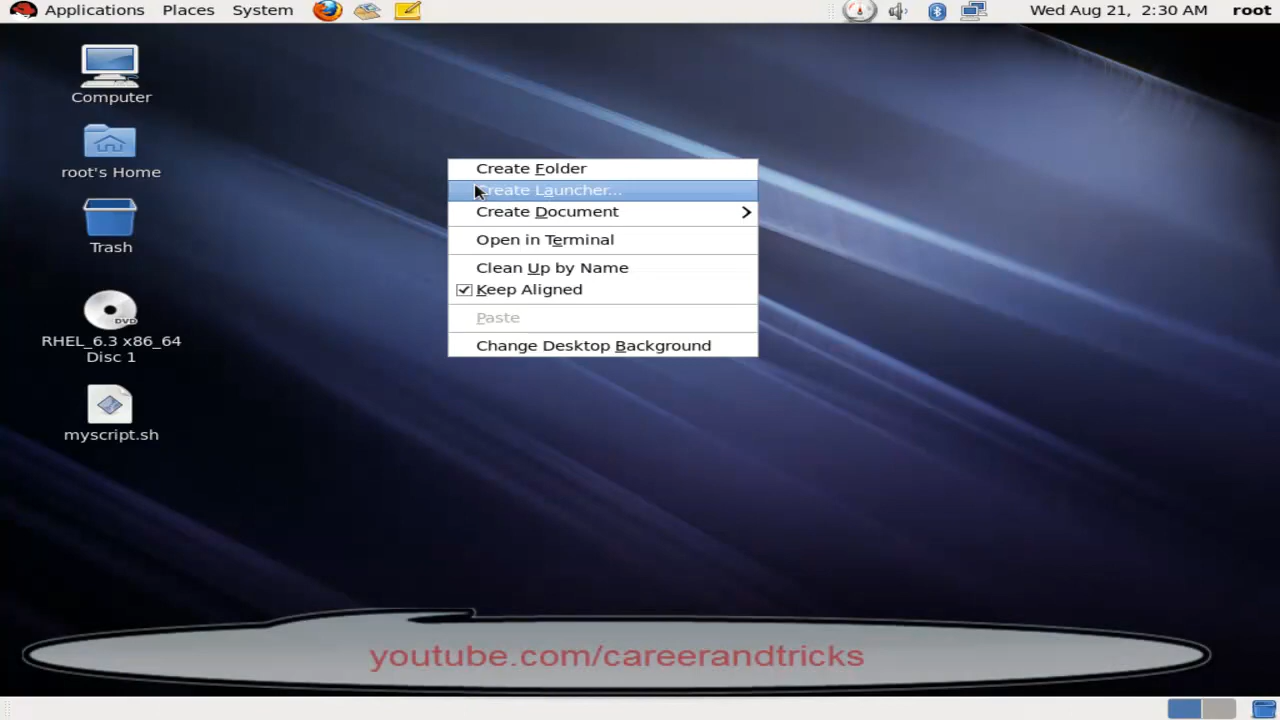 Applications Places System
Wed Aug 21, 2:30 AM root
Computer
root's Home
Trash
DVD
RHEL_6.3 x86_64
Disc 1
myscript.sh
Create Folder
Create Launcher...
Create Document
Open in Terminal
Clean Up by Name
Keep Aligned
Paste
Change Desktop Background
youtube.com/careerandtricks